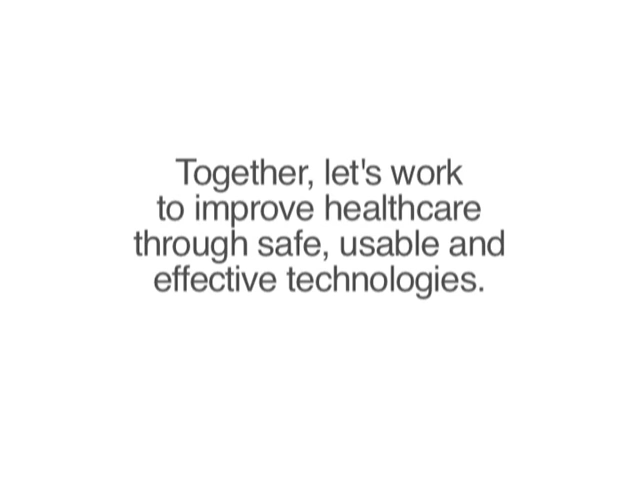 Together, let's work
to improve healthcare
through safe, usable and
effective technologies.